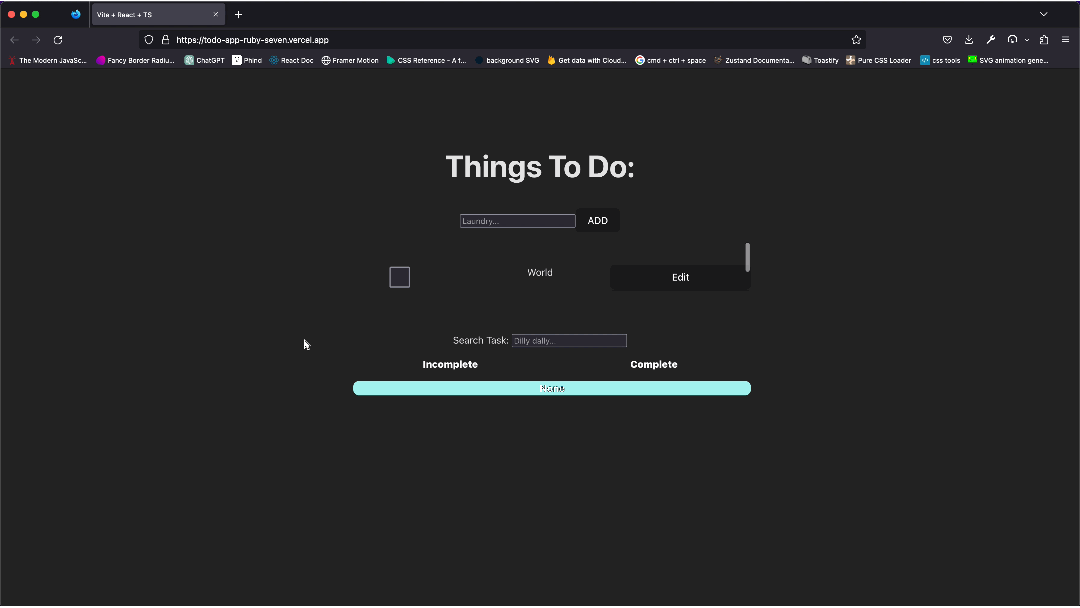 Vite + React + TS
https://todo-app-ruby-seven.vercel.app
The Modern JavaSc... Fancy Border Radiu... ChatGPT Phind React Doc Framer Motion CSS Reference - A f... background SVG Get data with Cloud... cmd + ctrl + space Zustand Documenta... Toastify Pure CSS Loader css tools SVG animation gene...
Things To Do:
Laundry... ADD
World Edit
Search Task: Dilly dally..
Incomplete Complete